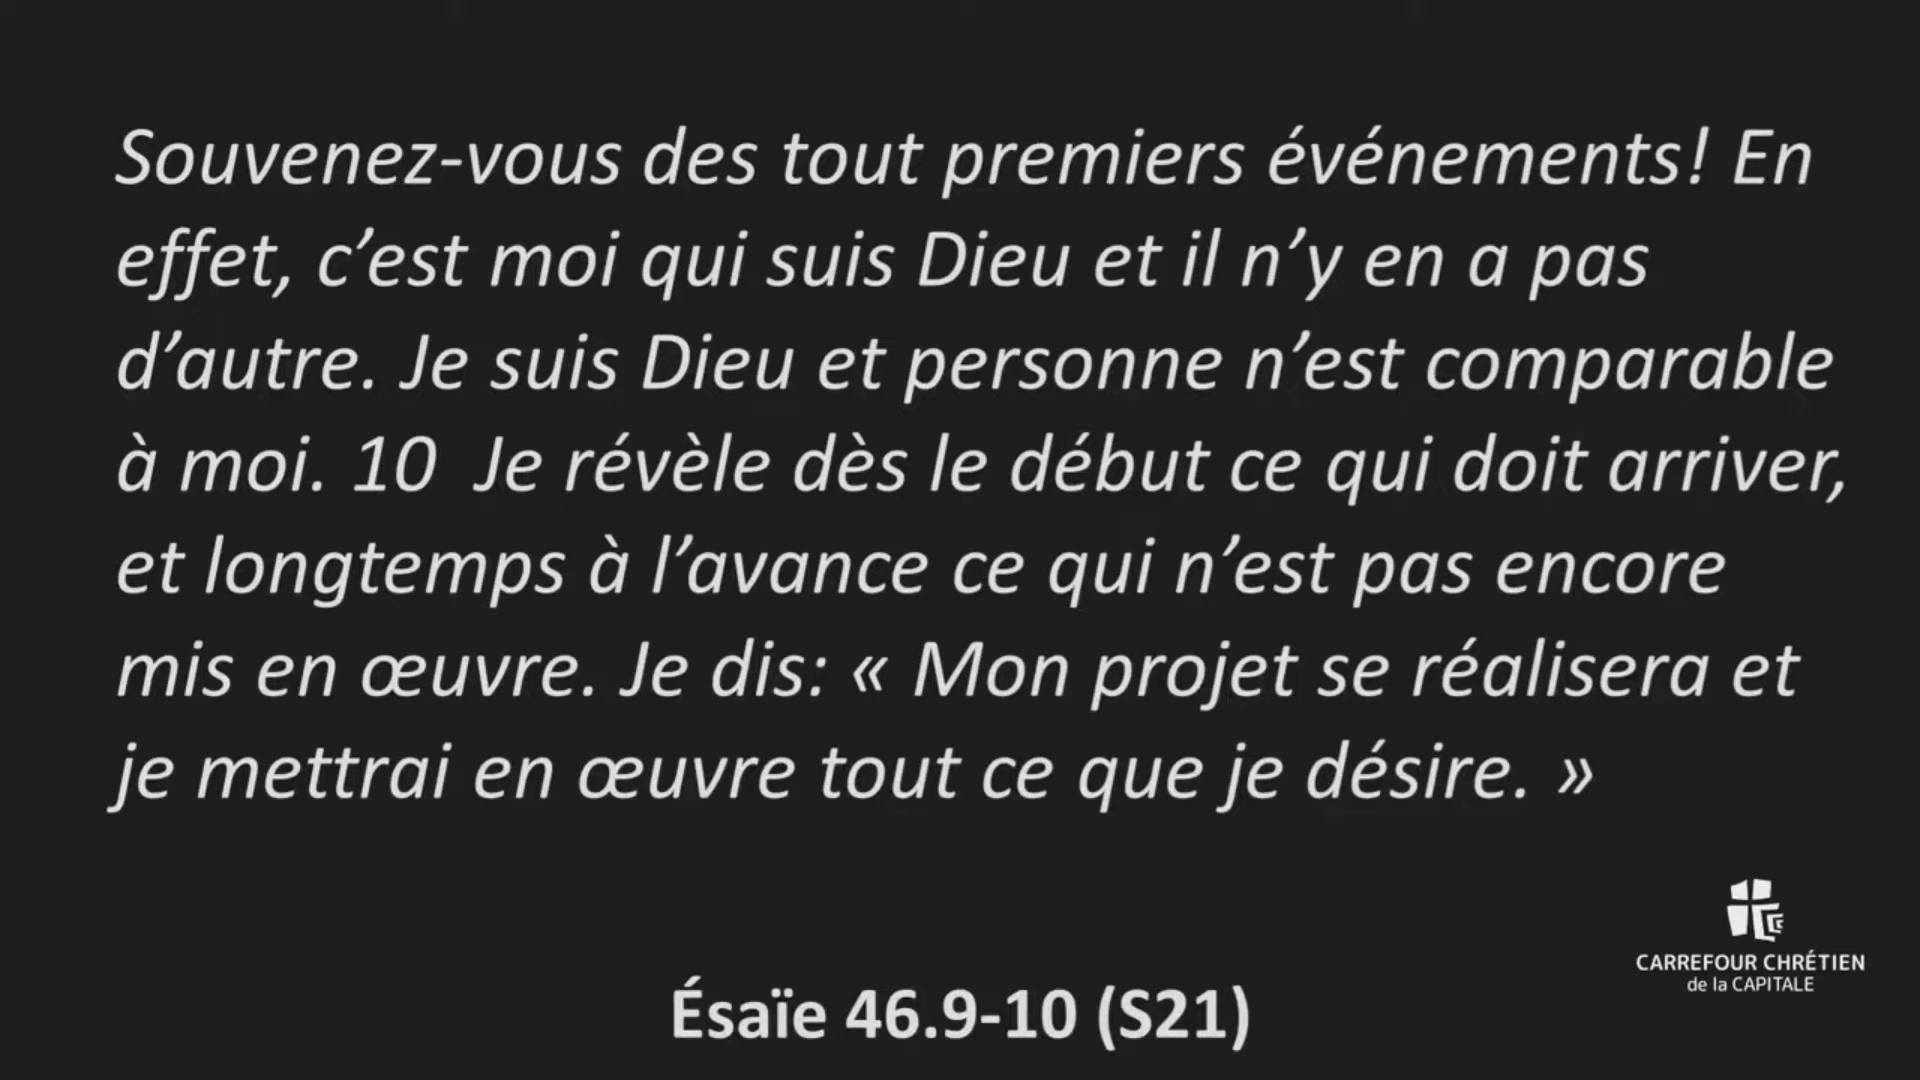 Souvenez-vous des tout premiers événements! En
effet, c’est moi qui suis Dieu et il n’y en a pas
d’autre. Je suis Dieu et personne n’est comparable
à moi. 10  Je révèle dès le début ce qui doit arriver,
et longtemps à l’avance ce qui n’est pas encore
mis en œuvre. Je dis: « Mon projet se réalisera et
je mettrai en œuvre tout ce que je désire. »
CARREFOUR CHRÉTIEN
de la CAPITALE
Ésaïe 46.9-10 (S21)